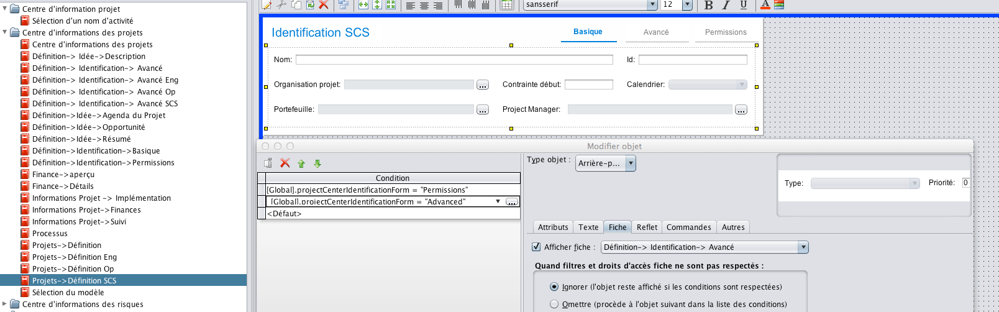 Centre d'information projet
Sélection d'un nom d'activité
Centre d'informations des projets
Centre d'informations des projets
Définition-> Idée->Description
Définition-> Identification-> Avancé
Définition-> Identification-> Avancé Eng
Définition-> Identification-> Avancé Op
Définition-> Identification-> Avancé SCS
Définition->Idée->Agenda du Projet
Définition->Idée->Opportunité
Définition->Idée->Résumé
Définition->Identification->Basique
Définition->Identification->Permissions
Finance->aperçu
Finance->Détails
Informations Projet -> Implémentation
Informations Projet->Finances
Informations Projet->Suivi
Processus
Projets->Définition
Projets->Définition Eng
Projets->Définition Op
Projets->Définition SCS
Sélection du modèle
Centre d'informations des risques
sansserif 12 B I U A
Identification SCS Basique Avancé Permissions
Nom: Id:
Organisation projet: ... Contrainte début: Calendrier:
Portefeuille: ... Project Manager: ...
Modifier objet
Condition
[Global].projectCenterIdentificationForm = "Permissions"
[Global].projectCenterIdentificationForm = "Advanced" ...
<Défaut>
Type objet : Arrière-p...
Type: Priorité: 0
Attributs Texte Fiche Reflet Commandes Autres
Afficher fiche : Définition-> Identification-> Avancé
Quand filtres et droits d'accès fiche ne sont pas respectés :
Ignorer (l'objet reste affiché si les conditions sont respectées)
Omettre (procède à l'objet suivant dans la liste des conditions)